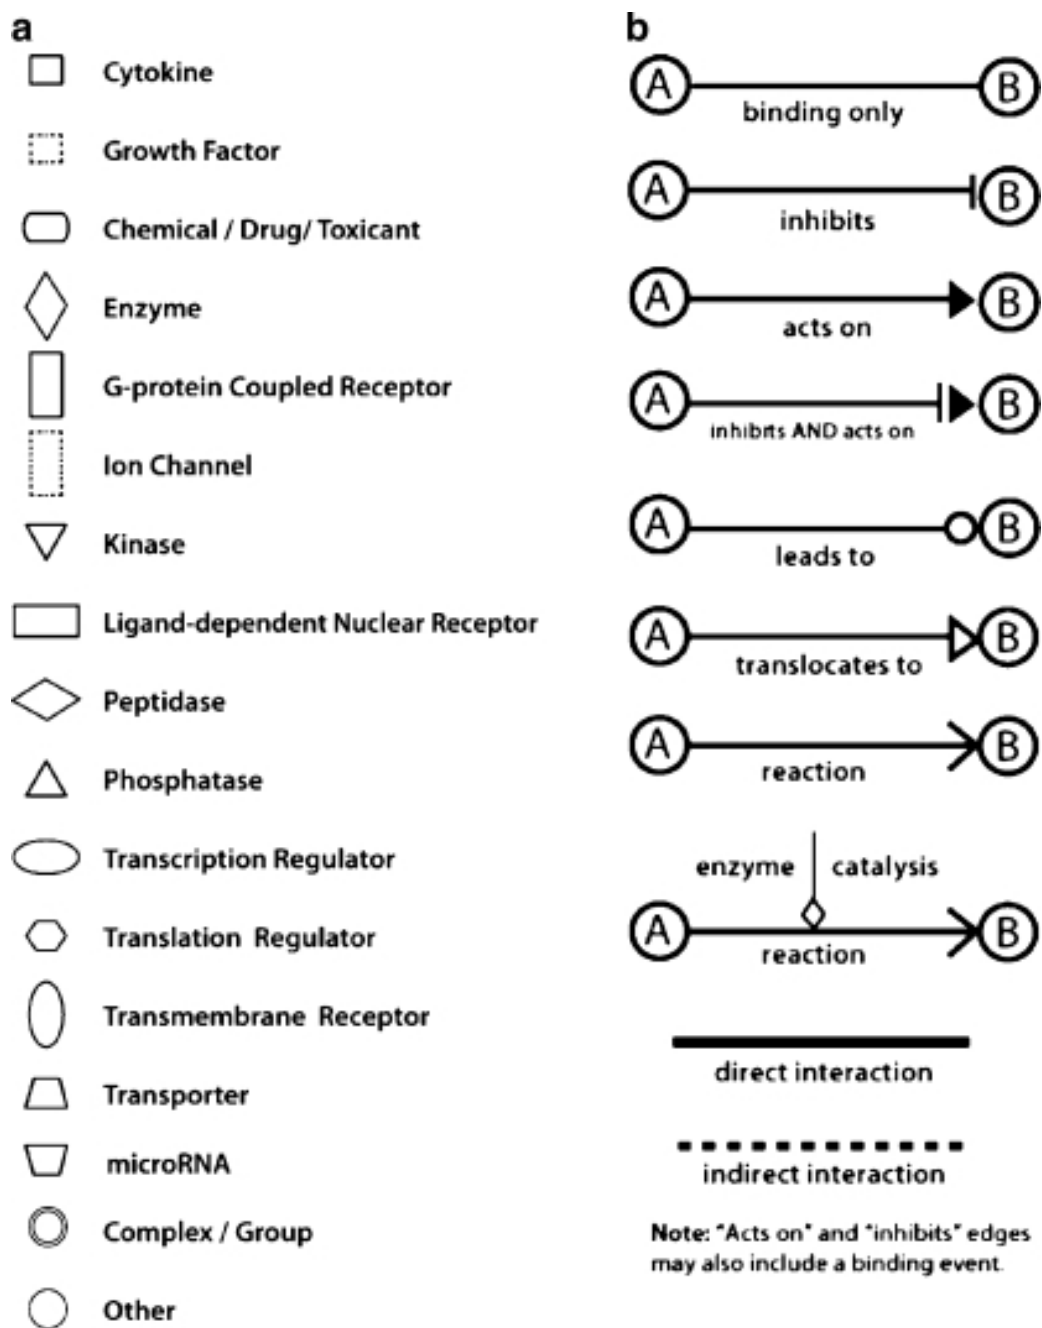 a
Cytokine
Growth Factor
Chemical / Drug/ Toxicant
Enzyme
G-protein Coupled Receptor
Ion Channel
Kinase
Ligand-dependent Nuclear Receptor
Peptidase
Phosphatase
Transcription Regulator
Translation Regulator
Transmembrane Receptor
Transporter
microRNA
Complex / Group
Other
b
A B
binding only
A B
inhibits
A B
acts on
A B
inhibits AND acts on
A B
leads to
A B
translocates to
A B
reaction
enzyme catalysis
A B
reaction
direct interaction
indirect interaction
Note: "Acts on" and "inhibits" edges
may also include a binding event.